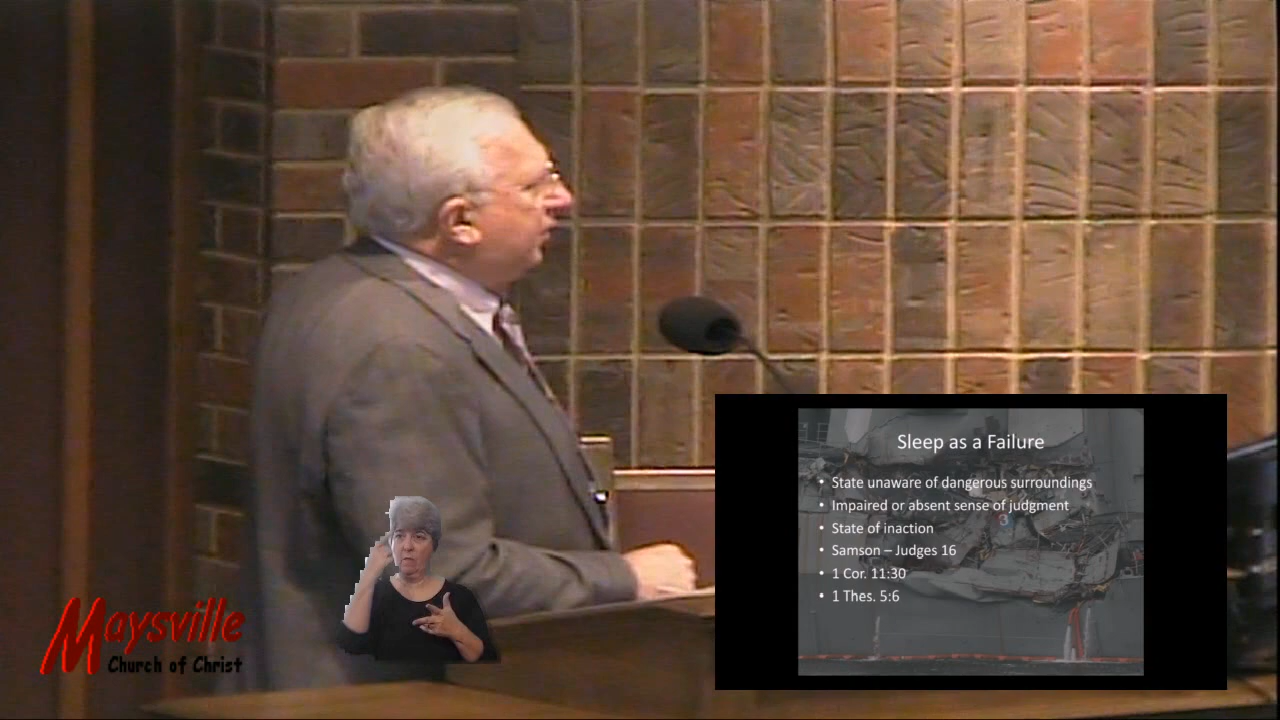 Sleep as a Failure
• State unaware of dangerous surroundings
• Impaired or absent sense of judgment
• State of inaction
• Samson – Judges 16
• 1 Cor. 11:30
• 1 Thes. 5:6
3
Maysville
Church of Christ